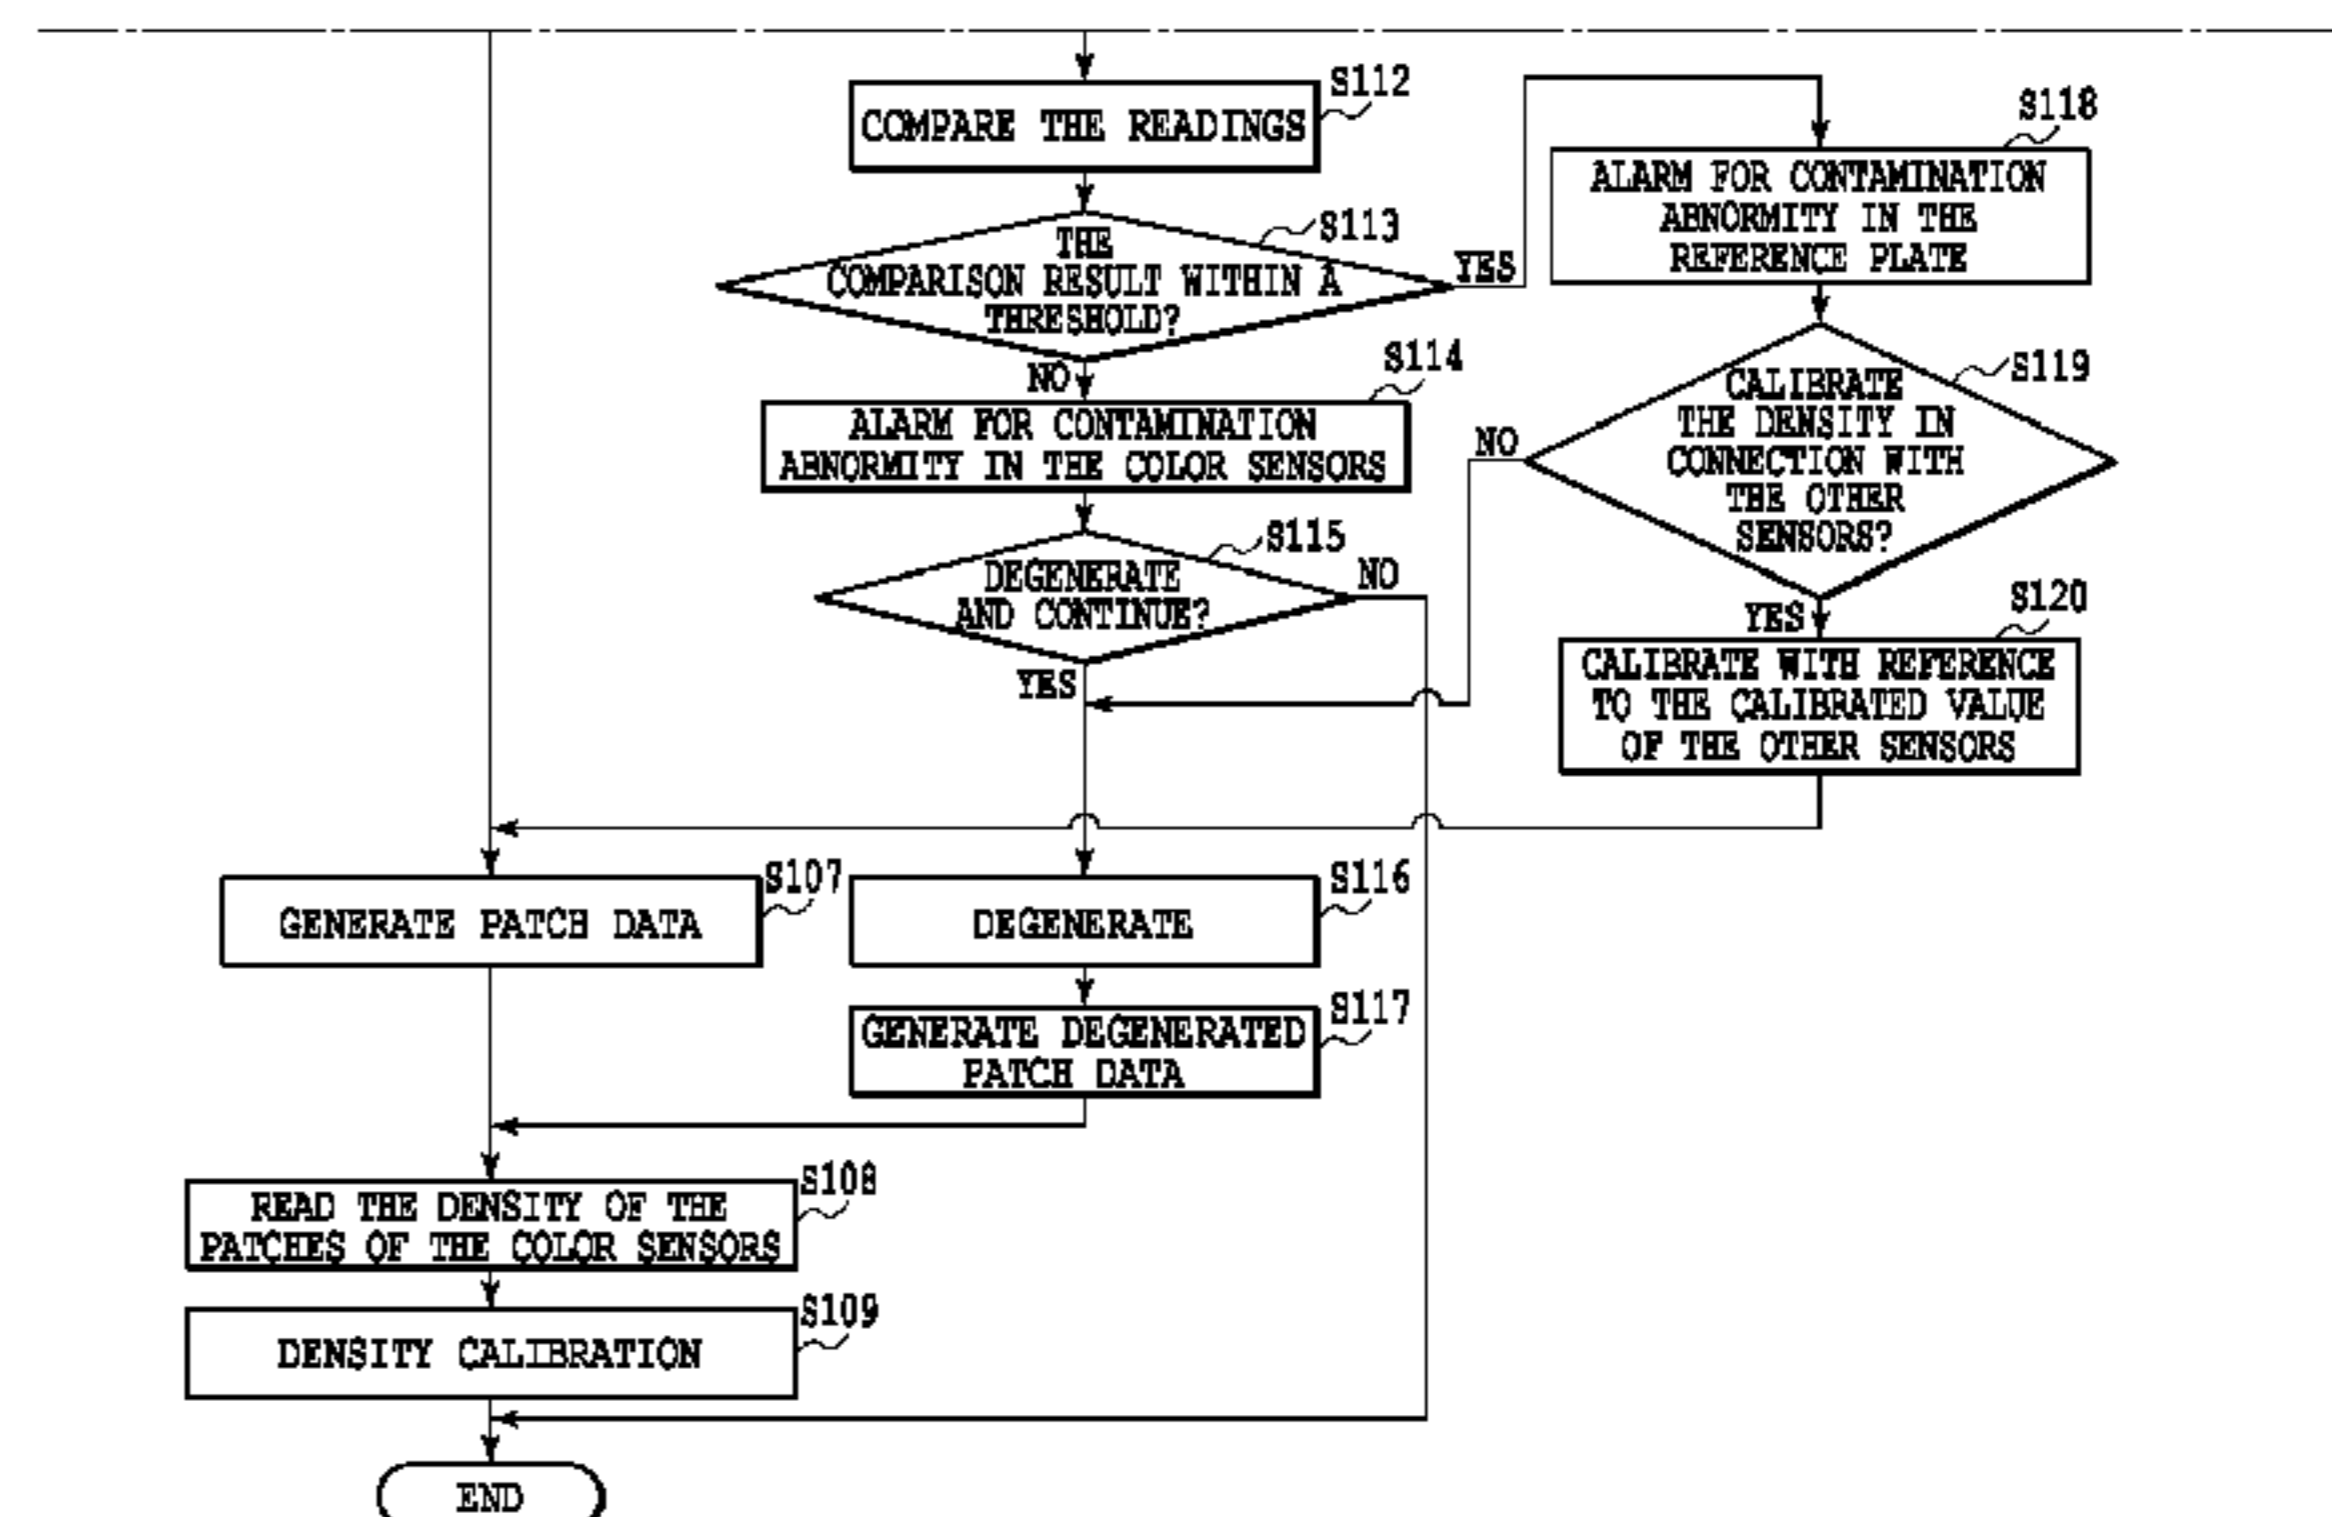 S112
COMPARE THE READINGS
S118
ALARM FOR CONTAMINATION
ABNORMITY IN THE
REFERENCE PLATE
S113
THE
COMPARISON RESULT WITHIN A
THRESHOLD?
YES
NO
S114
ALARM FOR CONTAMINATION
ABNORMITY IN THE COLOR SENSORS
S119
CALIBRATE
THE DENSITY IN
CONNECTION WITH
THE OTHER
SENSORS?
NO
YES
S115
DEGENERATE
AND CONTINUE?
NO
YES
S120
CALIBRATE WITH REFERENCE
TO THE CALIBRATED VALUE
OF THE OTHER SENSORS
S107
GENERATE PATCH DATA
S116
DEGENERATE
S117
GENERATE DEGENERATED
PATCH DATA
S108
READ THE DENSITY OF THE
PATCHES OF THE COLOR SENSORS
S109
DENSITY CALIBRATION
END